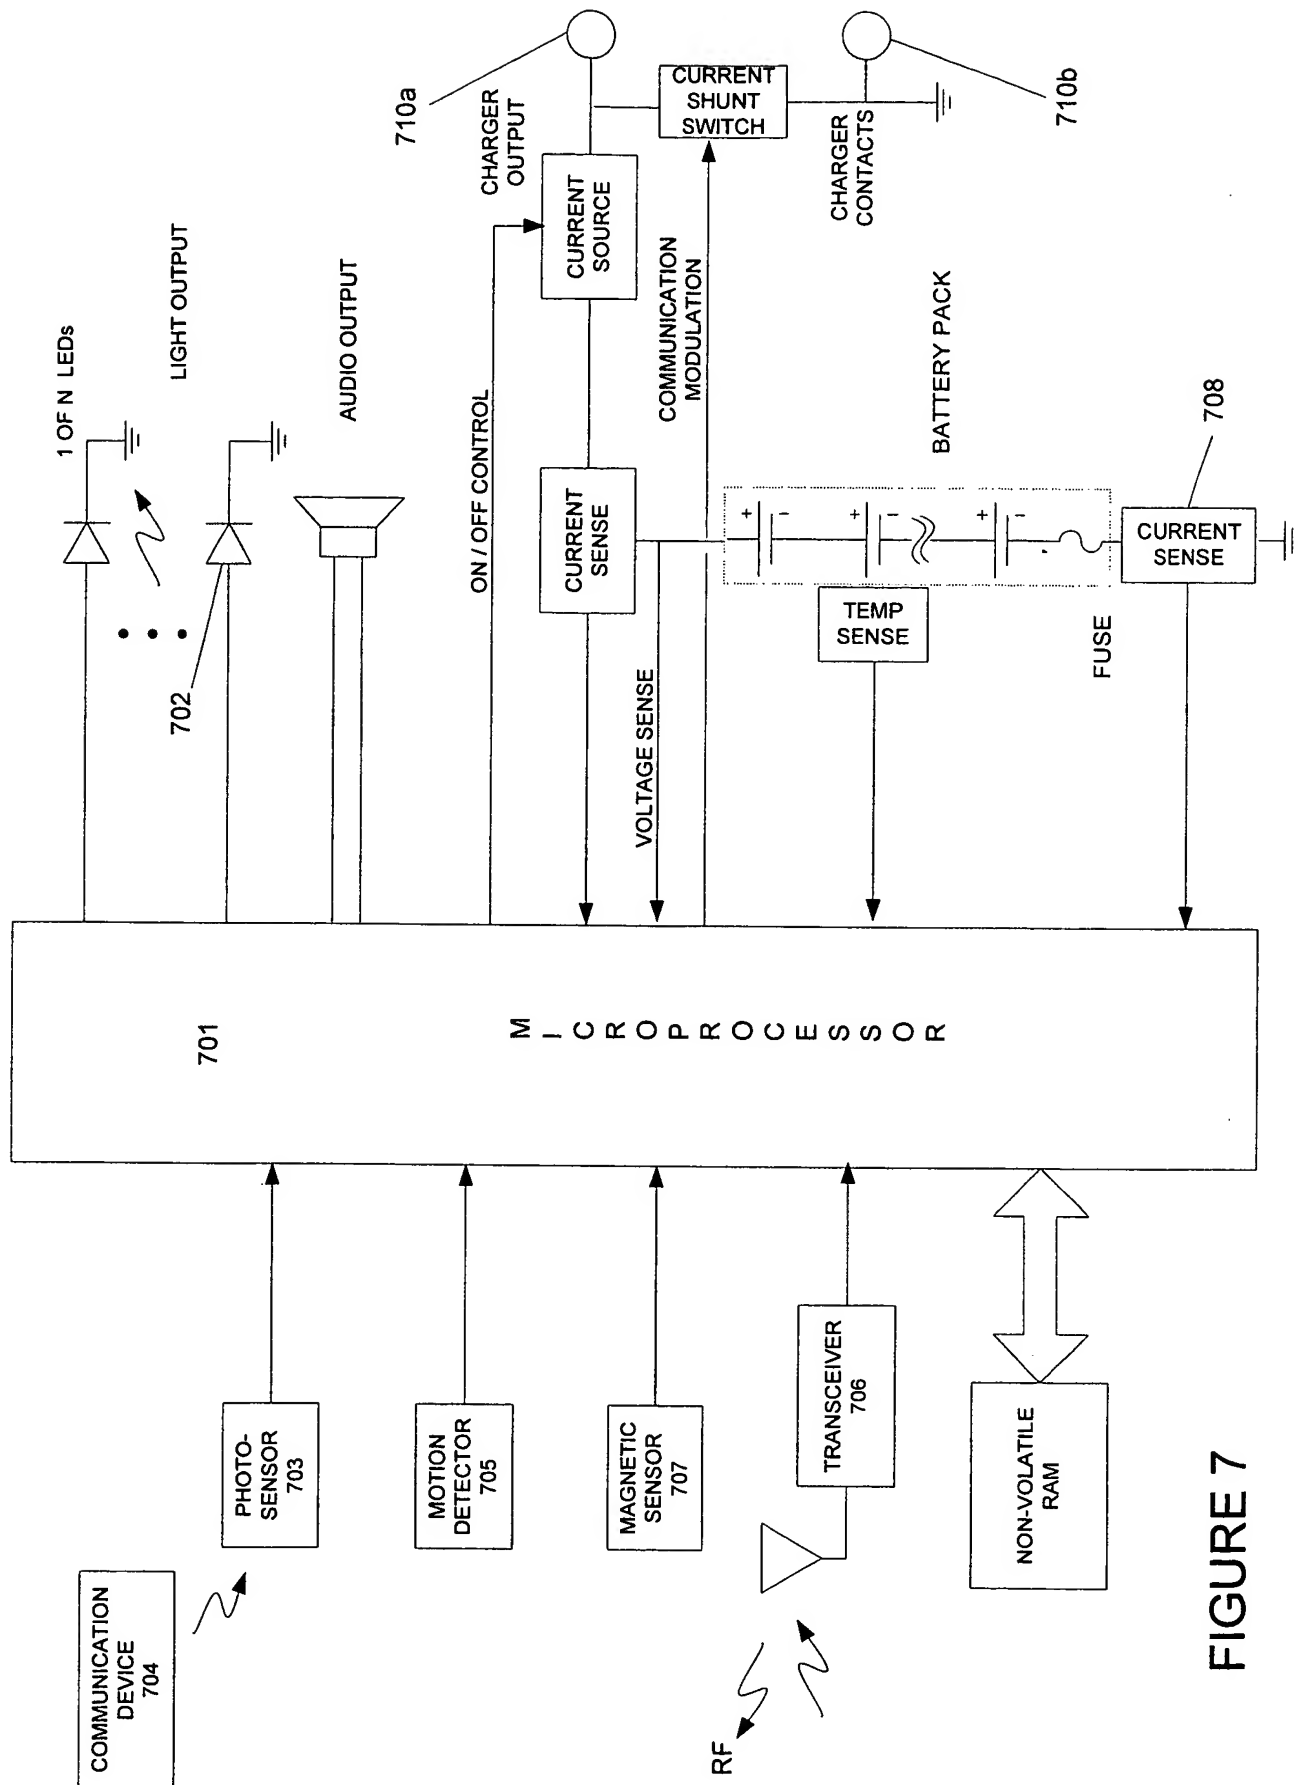 COMMUNICATION
DEVICE
704
PHOTO-
SENSOR
703
MOTION
DETECTOR
705
MAGNETIC
SENSOR
707
TRANSCEIVER
706
RF
NON-VOLATILE
RAM
701
MICROPROCESSOR
1 OF N LEDs
LIGHT OUTPUT
702
AUDIO OUTPUT
ON / OFF CONTROL
CURRENT
SENSE
CURRENT
SOURCE
CHARGER
OUTPUT
710a
VOLTAGE SENSE
COMMUNICATION
MODULATION
CURRENT
SHUNT
SWITCH
CHARGER
CONTACTS
710b
BATTERY PACK
+
-
+
-
+
-
TEMP
SENSE
FUSE
CURRENT
SENSE
708
FIGURE 7